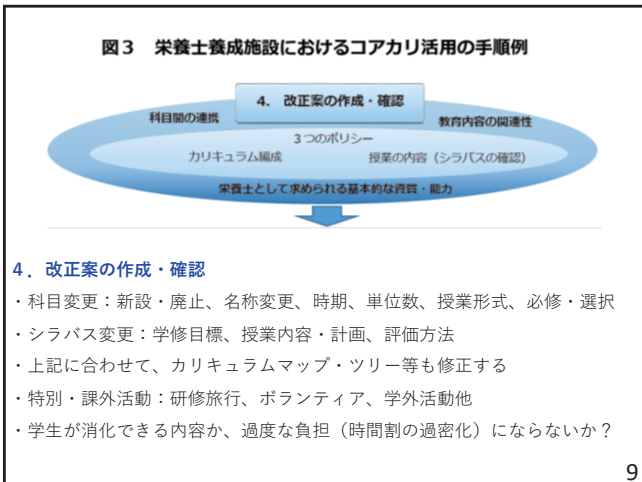 図3　栄養士養成施設におけるコアカリ活用の手順例
4.　改正案の作成・確認
科目間の連携
教育内容の関連性
3つのポリシー
カリキュラム編成
授業の内容（シラバスの確認）
栄養士として求められる基本的な資質・能力
4．改正案の作成・確認
・科目変更：新設・廃止、名称変更、時期、単位数、授業形式、必修・選択
・シラバス変更：学修目標、授業内容・計画、評価方法
・上記に合わせて、カリキュラムマップ・ツリー等も修正する
・特別・課外活動：研修旅行、ボランティア、学外活動他
・学生が消化できる内容か、過度な負担（時間割の過密化）にならないか？
9